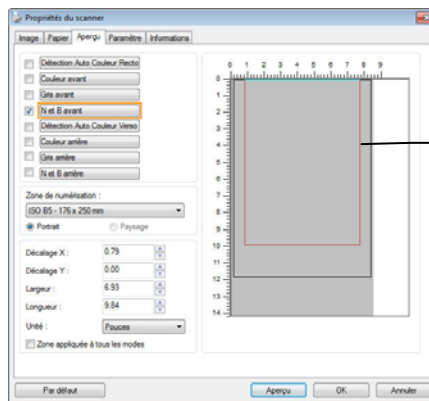 Propriétés du scanner
Image Papier Aperçu Paramètre Informations
Détection Auto Couleur Recto
Couleur avant
Gris avant
N et B avant
Détection Auto Couleur Verso
Couleur arrière
Gris arrière
N et B arrière
Zone de numérisation :
ISO B5 - 176 x 250 mm
Portrait Paysage
Décalage X : 0.79
Décalage Y : 0.00
Largeur : 6.93
Longueur : 9.84
Unité : Pouces
Zone appliquée à tous les modes
0 1 2 3 4 5 6 7 8 9
0
1
2
3
4
5
6
7
8
9
10
11
12
13
14
Par défaut Aperçu OK Annuler